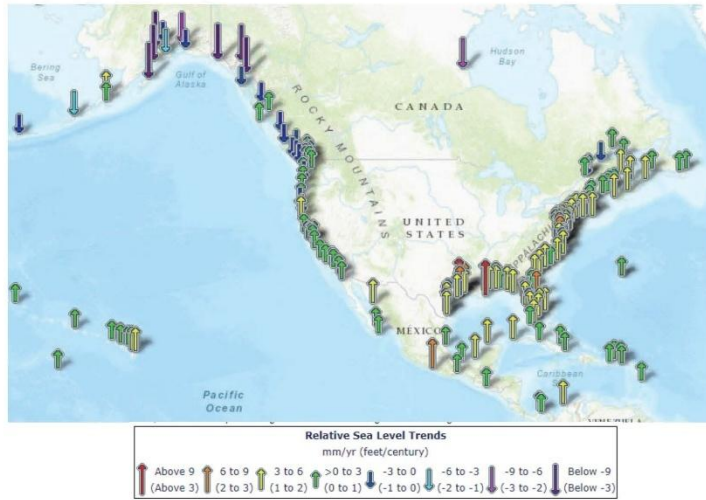 Bering
Sea
Gulf of
Alaska
Hudson
Bay
CANADA
ROCKY MOUNTAINS
UNITED
STATES
MÉXICO
Pacific
Ocean
Caribbean
Relative Sea Level Trends
mm/yr (feet/century)
Above 9 6 to 9 3 to 6 >0 to 3 -3 to 0 -6 to -3 -9 to -6 Below -9
(Above 3) (2 to 3) (1 to 2) (0 to 1) (-1 to 0) (-2 to -1) (-3 to -2) (Below -3)